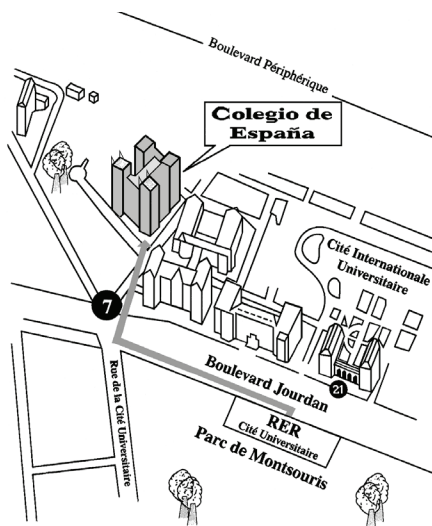 Boulevard Périphérique
Colegio de
España
Cité Internationale
Universitaire
7
Boulevard Jourdan
21
Rue de la Cité Universitaire
RER
Cité Universitaire
Parc de Montsouris